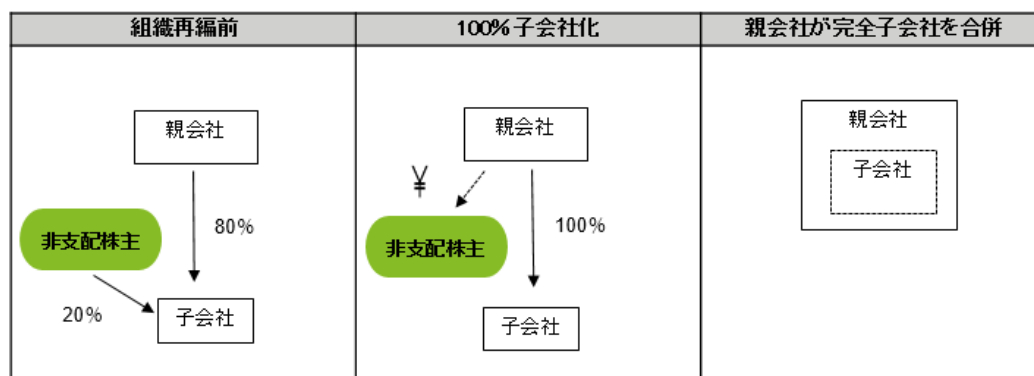 組織再編前
100%子会社化
親会社が完全子会社を合併
親会社
非支配株主
80%
20%
子会社
親会社
¥
非支配株主
100%
子会社
親会社
子会社